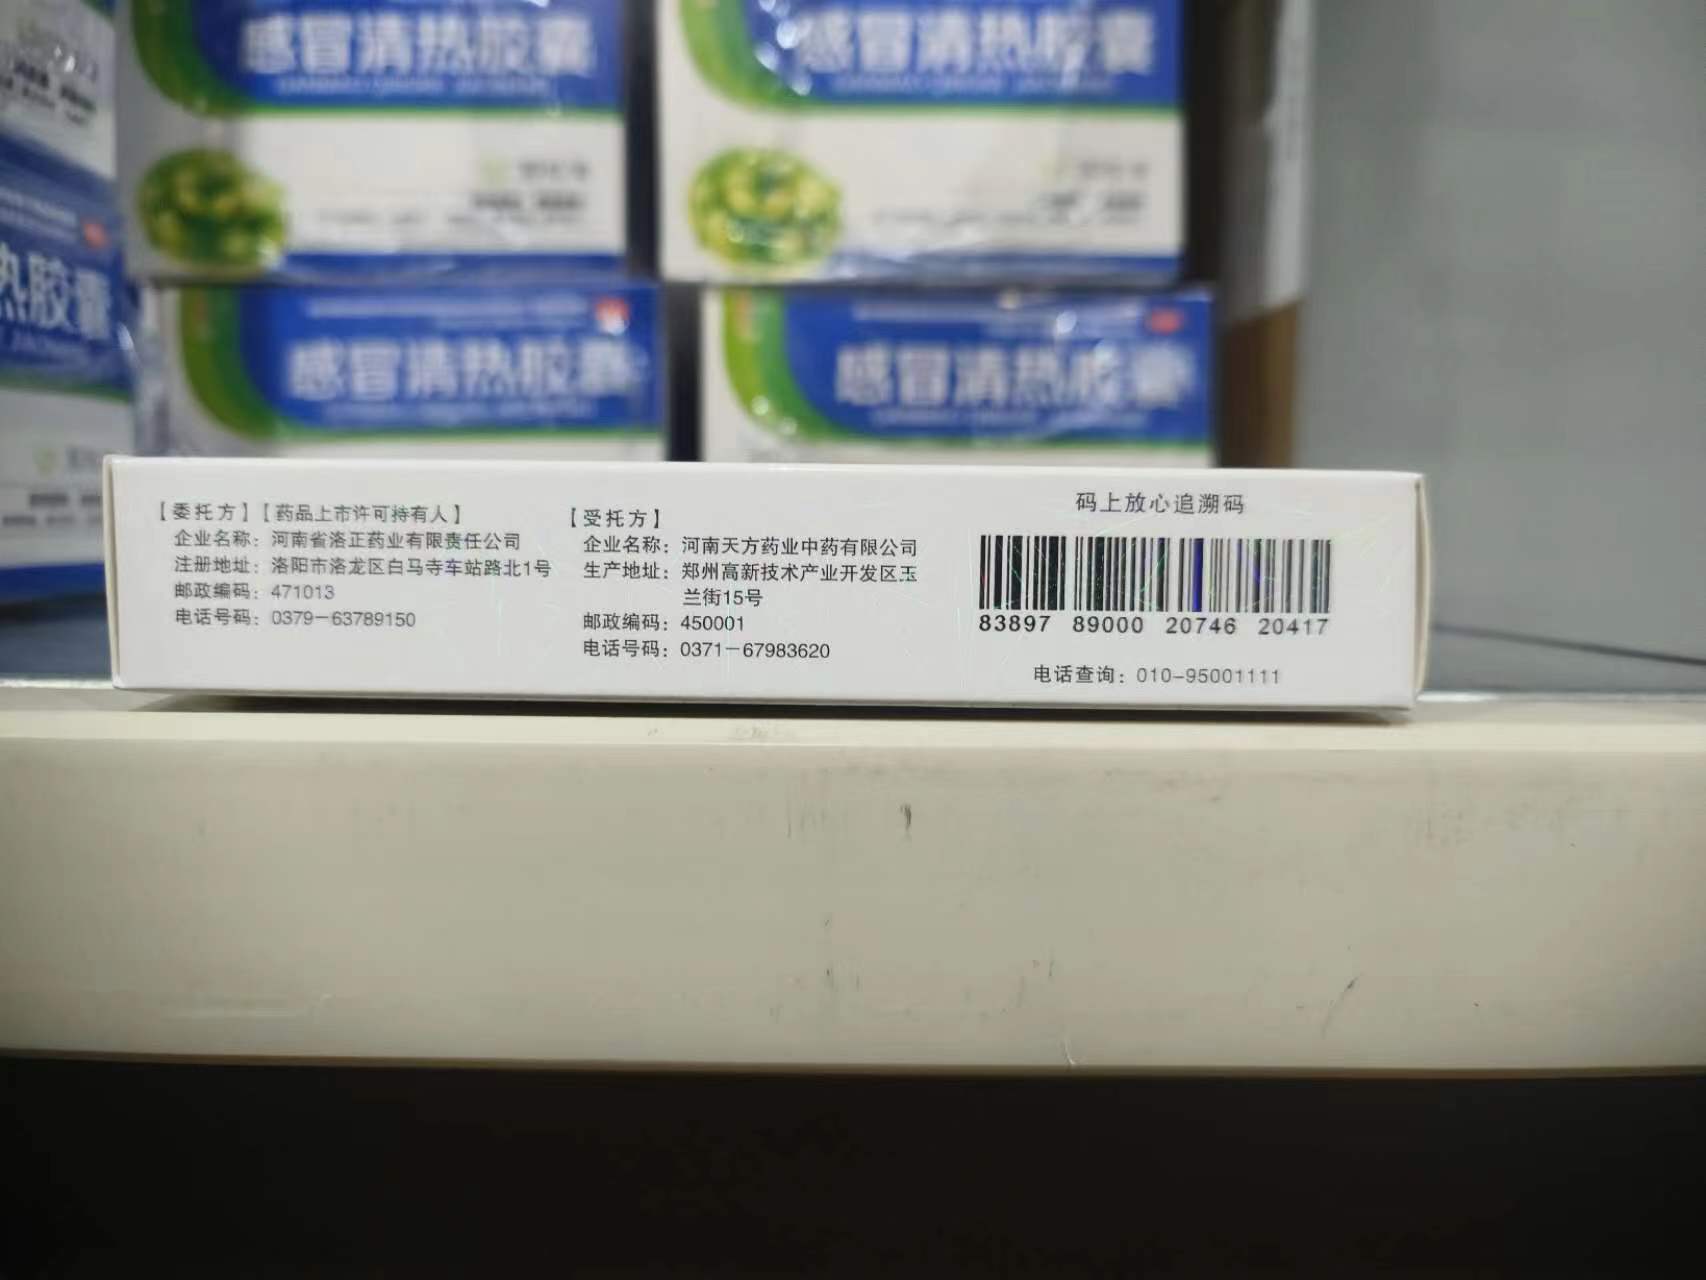 感冒清热胶囊
感冒清热胶囊
热胶囊
感冒清热胶囊
感冒清热胶囊
【委托方】【药品上市许可持有人】
企业名称：河南省洛正药业有限责任公司
注册地址：洛阳市洛龙区白马寺车站路北1号
邮政编码：471013
电话号码：0379-63789150
【受托方】
企业名称：河南天方药业中药有限公司
生产地址：郑州高新技术产业开发区玉
兰街15号
邮政编码：450001
电话号码：0371-67983620
码上放心追溯码
83897 89000 20746 20417
电话查询：010-95001111